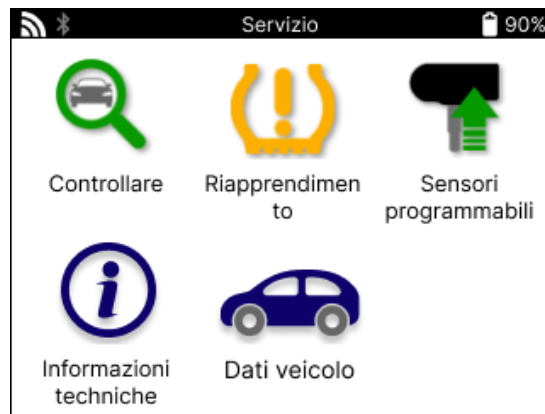 Servizio 90%
Controllare
Riapprendimen
to
Sensori
programmabili
Informazioni
techniche
Dati veicolo